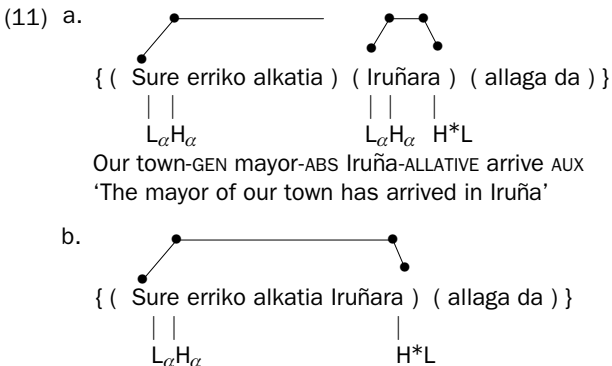 (11) a.
{ ( Sure erriko alkatia ) ( Iruñara ) ( allaga da ) }
LαHα LαHα H*L
Our town-GEN mayor-ABS Iruña-ALLATIVE arrive AUX
‘The mayor of our town has arrived in Iruña’
b.
{ ( Sure erriko alkatia Iruñara ) ( allaga da ) }
LαHα H*L